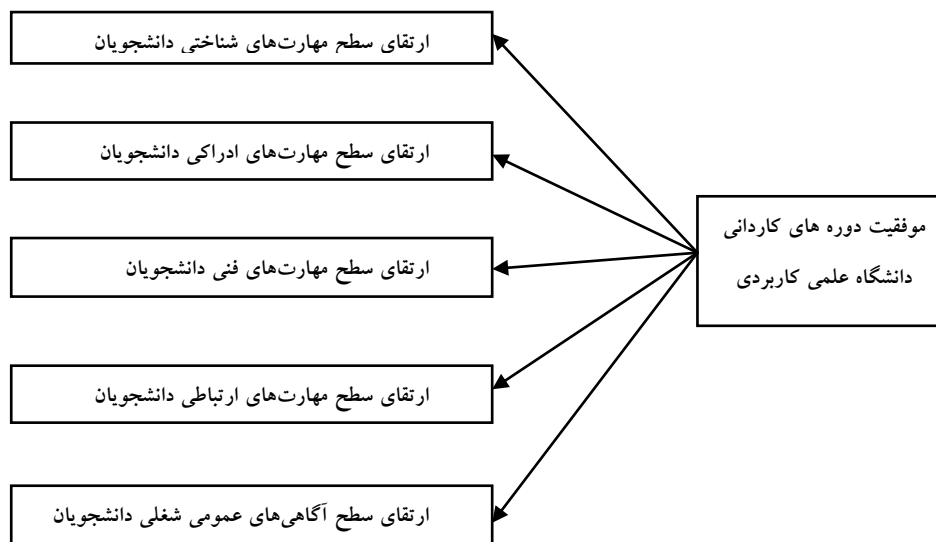 ارتقای سطح مهارت‌های شناختی دانشجویان
ارتقای سطح مهارت‌های ادراکی دانشجویان
موفقیت دوره های کاردانی
دانشگاه علمی کاربردی
ارتقای سطح مهارت‌های فنی دانشجویان
ارتقای سطح مهارت‌های ارتباطی دانشجویان
ارتقای سطح آگاهی‌های عمومی شغلی دانشجویان